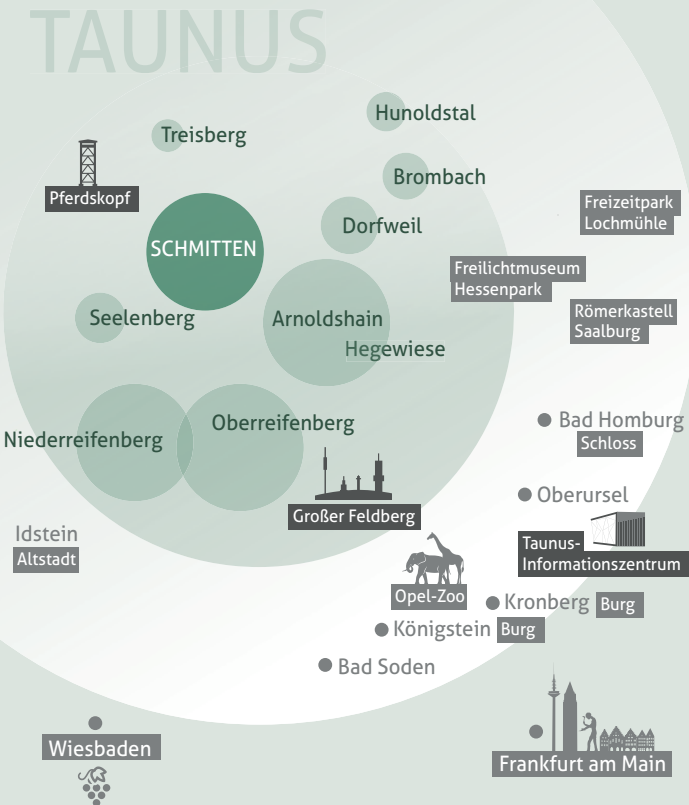 TAUNUS
Hunoldstal
Treisberg
Brombach
Pferdskopf
Freizeitpark
Lochmühle
Dorfweil
SCHMITTEN
Freilichtmuseum
Hessenpark
Römerkastell
Saalburg
Seelenberg
Arnoldshain
Hegewiese
Oberreifenberg
Niederreifenberg
Bad Homburg
Schloss
Oberursel
Großer Feldberg
Idstein
Altstadt
Taunus-
Informationszentrum
Opel-Zoo
Kronberg Burg
Königstein Burg
Bad Soden
Wiesbaden
Frankfurt am Main